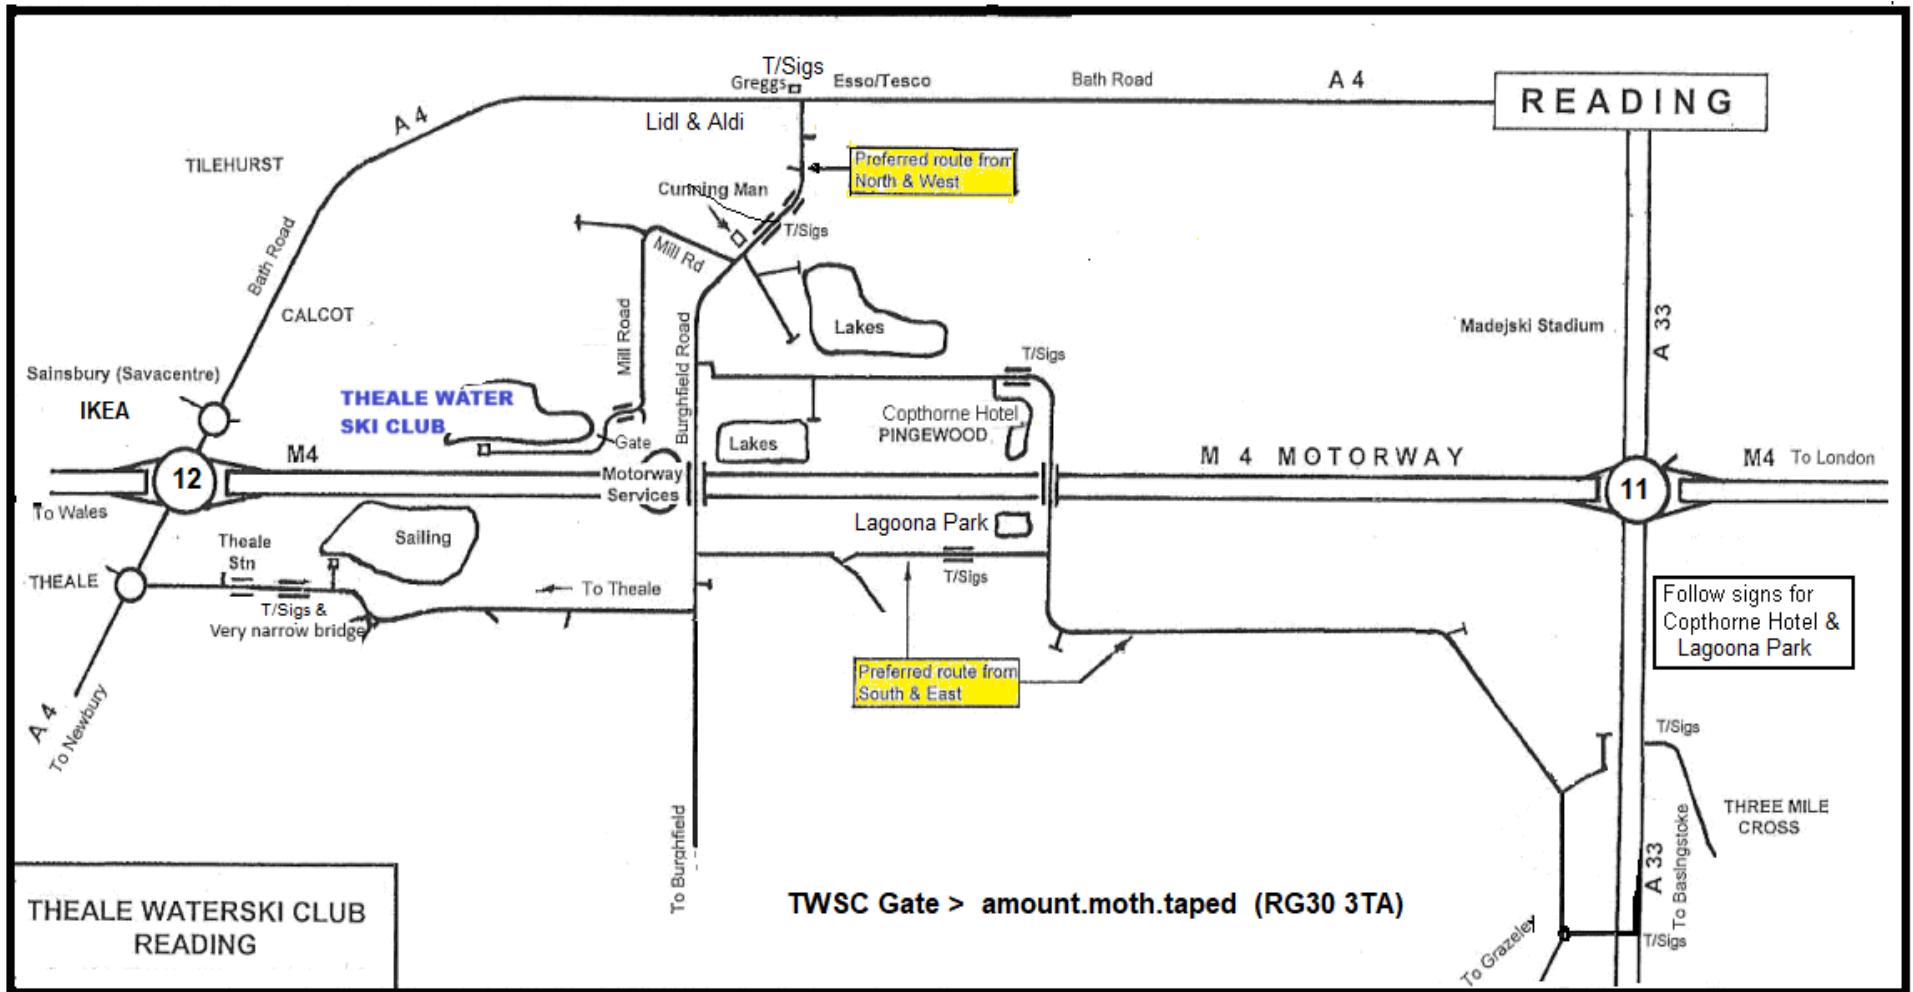 T/Sigs
Greggs
Esso/Tesco
Bath Road
A 4
READING
A 4
Lidl & Aldi
TILEHURST
Preferred route from
North & West
Cunning Man
T/Sigs
Mill Rd
Bath Road
CALCOT
Mill Road
Burghfield Road
Lakes
Madejski Stadium
A 33
T/Sigs
Sainsbury (Savacentre)
IKEA
THEALE WATER
SKI CLUB
Gate
Lakes
Copthorne Hotel
PINGEWOOD
M4
12
Motorway
Services
M 4 MOTORWAY
11
M4
To London
To Wales
Theale
Stn
Sailing
Lagoona Park
THEALE
T/Sigs &
Very narrow bridge
To Theale
T/Sigs
Follow signs for
Copthorne Hotel &
Lagoona Park
Preferred route from
South & East
A 4
To Newbury
T/Sigs
THREE MILE
CROSS
A 33
To Basingstoke
To Burghfield
TWSC Gate > amount.moth.taped (RG30 3TA)
T/Sigs
To Grazeley
THEALE WATERSKI CLUB
READING